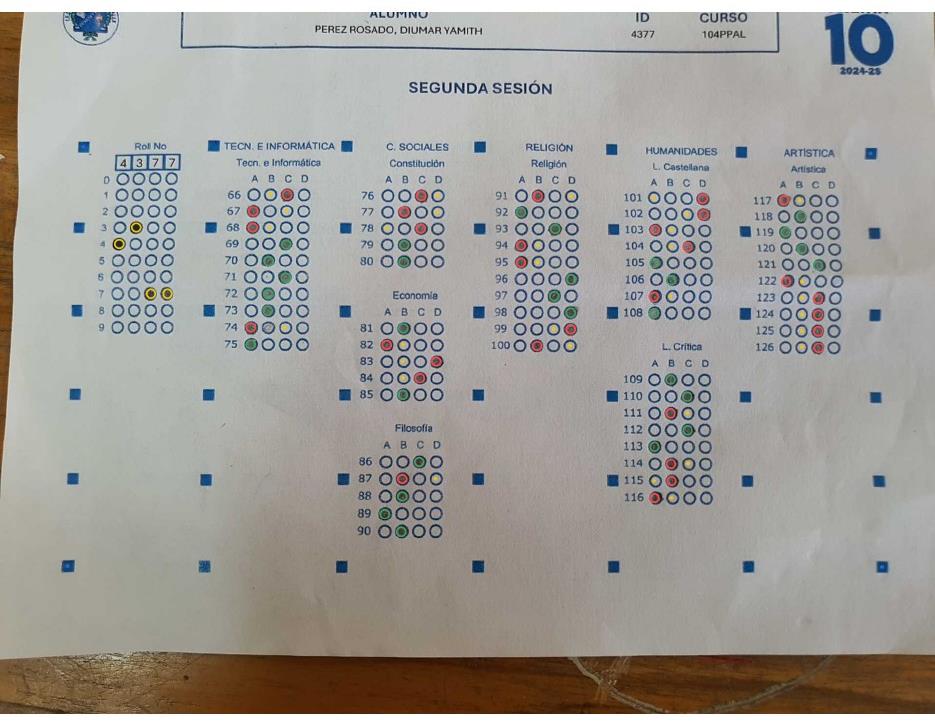 ALUMNO
PEREZ ROSADO, DIUMAR YAMITH
ID
4377
CURSO
104PPAL
10
2024-25
SEGUNDA SESIÓN
Roll No
4 3 7 7
0
1
2
3
4
5
6
7
8
9
TECN. E INFORMÁTICA
Tecn. e Informática
A B C D
66
67
68
69
70
71
72
73
74
75
C. SOCIALES
Constitución
A B C D
76
77
78
79
80
Economía
A B C D
81
82
83
84
85
Filosofía
A B C D
86
87
88
89
90
RELIGIÓN
Religión
A B C D
91
92
93
94
95
96
97
98
99
100
HUMANIDADES
L. Castellana
A B C D
101
102
103
104
105
106
107
108
L. Crítica
A B C D
109
110
111
112
113
114
115
116
ARTÍSTICA
Artística
A B C D
117
118
119
120
121
122
123
124
125
126